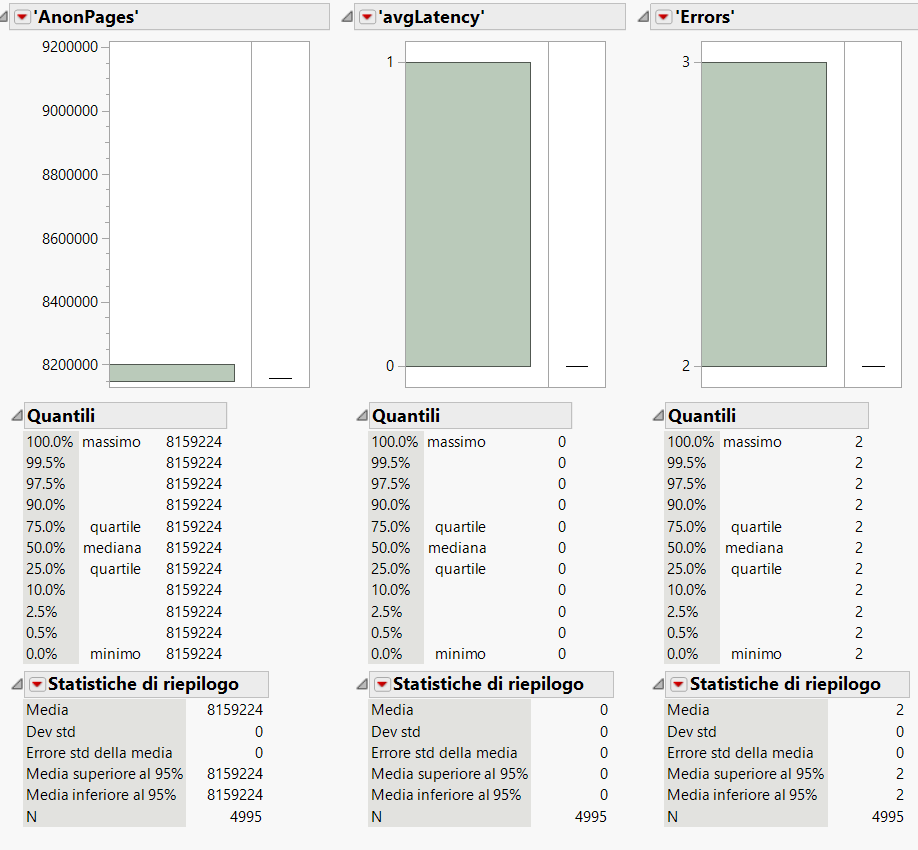 'AnonPages'
9200000
9000000
8800000
8600000
8400000
8200000
Quantili
100.0% massimo 8159224
99.5% 8159224
97.5% 8159224
90.0% 8159224
75.0% quartile 8159224
50.0% mediana 8159224
25.0% quartile 8159224
10.0% 8159224
2.5% 8159224
0.5% 8159224
0.0% minimo 8159224
Statistiche di riepilogo
Media 8159224
Dev std 0
Errore std della media 0
Media superiore al 95% 8159224
Media inferiore al 95% 8159224
N 4995
'avgLatency'
1
0
Quantili
100.0% massimo 0
99.5% 0
97.5% 0
90.0% 0
75.0% quartile 0
50.0% mediana 0
25.0% quartile 0
10.0% 0
2.5% 0
0.5% 0
0.0% minimo 0
Statistiche di riepilogo
Media 0
Dev std 0
Errore std della media 0
Media superiore al 95% 0
Media inferiore al 95% 0
N 4995
'Errors'
3
2
Quantili
100.0% massimo 2
99.5% 2
97.5% 2
90.0% 2
75.0% quartile 2
50.0% mediana 2
25.0% quartile 2
10.0% 2
2.5% 2
0.5% 2
0.0% minimo 2
Statistiche di riepilogo
Media 2
Dev std 0
Errore std della media 0
Media superiore al 95% 2
Media inferiore al 95% 2
N 4995